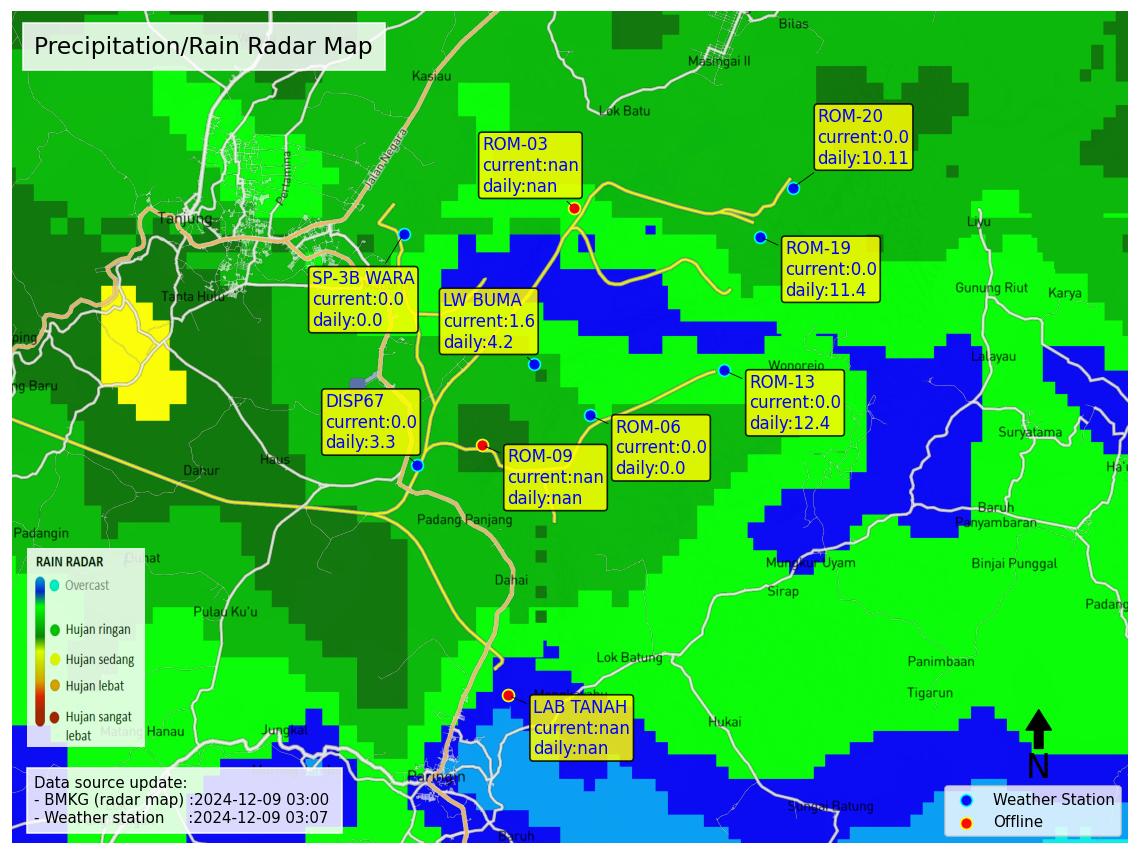 Precipitation/Rain Radar Map
Bilas
Masingai II
Kasiau
Lok Batu
Jalan Negara
Pertamina
ROM-20
current:0.0
daily:10.11
ROM-03
current:nan
daily:nan
Tanjung
Liyu
ROM-19
current:0.0
daily:11.4
SP-3B WARA
current:0.0
daily:0.0
LW BUMA
current:1.6
daily:4.2
Tanta Hulu
Gunung Riut
Karya
ping
Lalayau
Wonorejo
ng Baru
ROM-13
current:0.0
daily:12.4
DISP67
current:0.0
daily:3.3
ROM-06
current:0.0
daily:0.0
Suryatama
ROM-09
current:nan
daily:nan
Haus
Dahur
Baruh
Panyambaran
Padang Panjang
Padangin
Mungkur Uyam
Binjai Punggal
Dahai
Sirap
Padang
Pulau Ku'u
RAIN RADAR
Overcast
Hujan ringan
Hujan sedang
Hujan lebat
Hujan sangat
lebat
Lok Batung
Panimbaan
Tigarun
LAB TANAH
current:nan
daily:nan
Hukai
Jungkal
Manau
N
Paringin
Data source update:
- BMKG (radar map) :2024-12-09 03:00
- Weather station :2024-12-09 03:07
Sungai Batung
Baruh
Weather Station
Offline